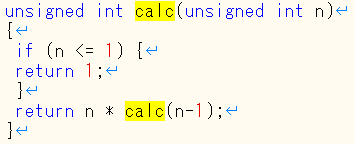 unsigned int calc(unsigned int n)↵
{
if (n <= 1) {↵
return 1;↵
}↵
return n * calc(n-1);↵
}↵